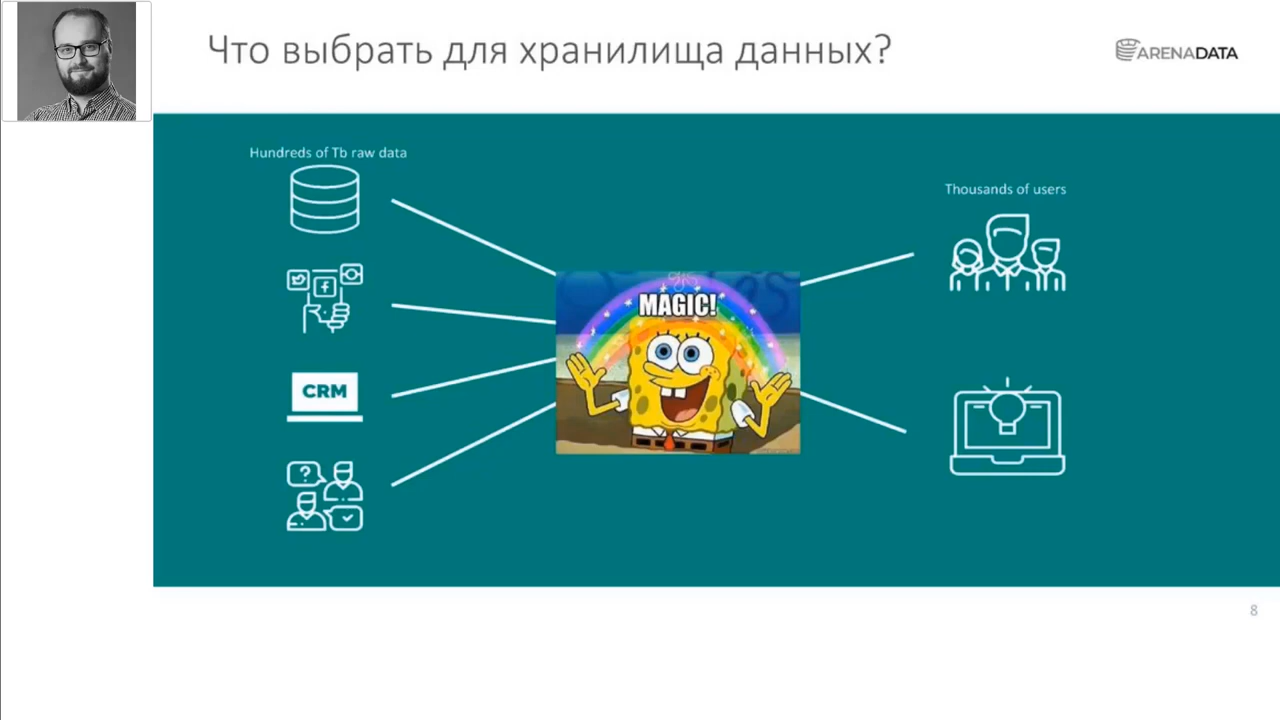 Что выбрать для хранилища данных?
ARENADATA
Hundreds of Tb raw data
Thousands of users
MAGIC!
CRM
8